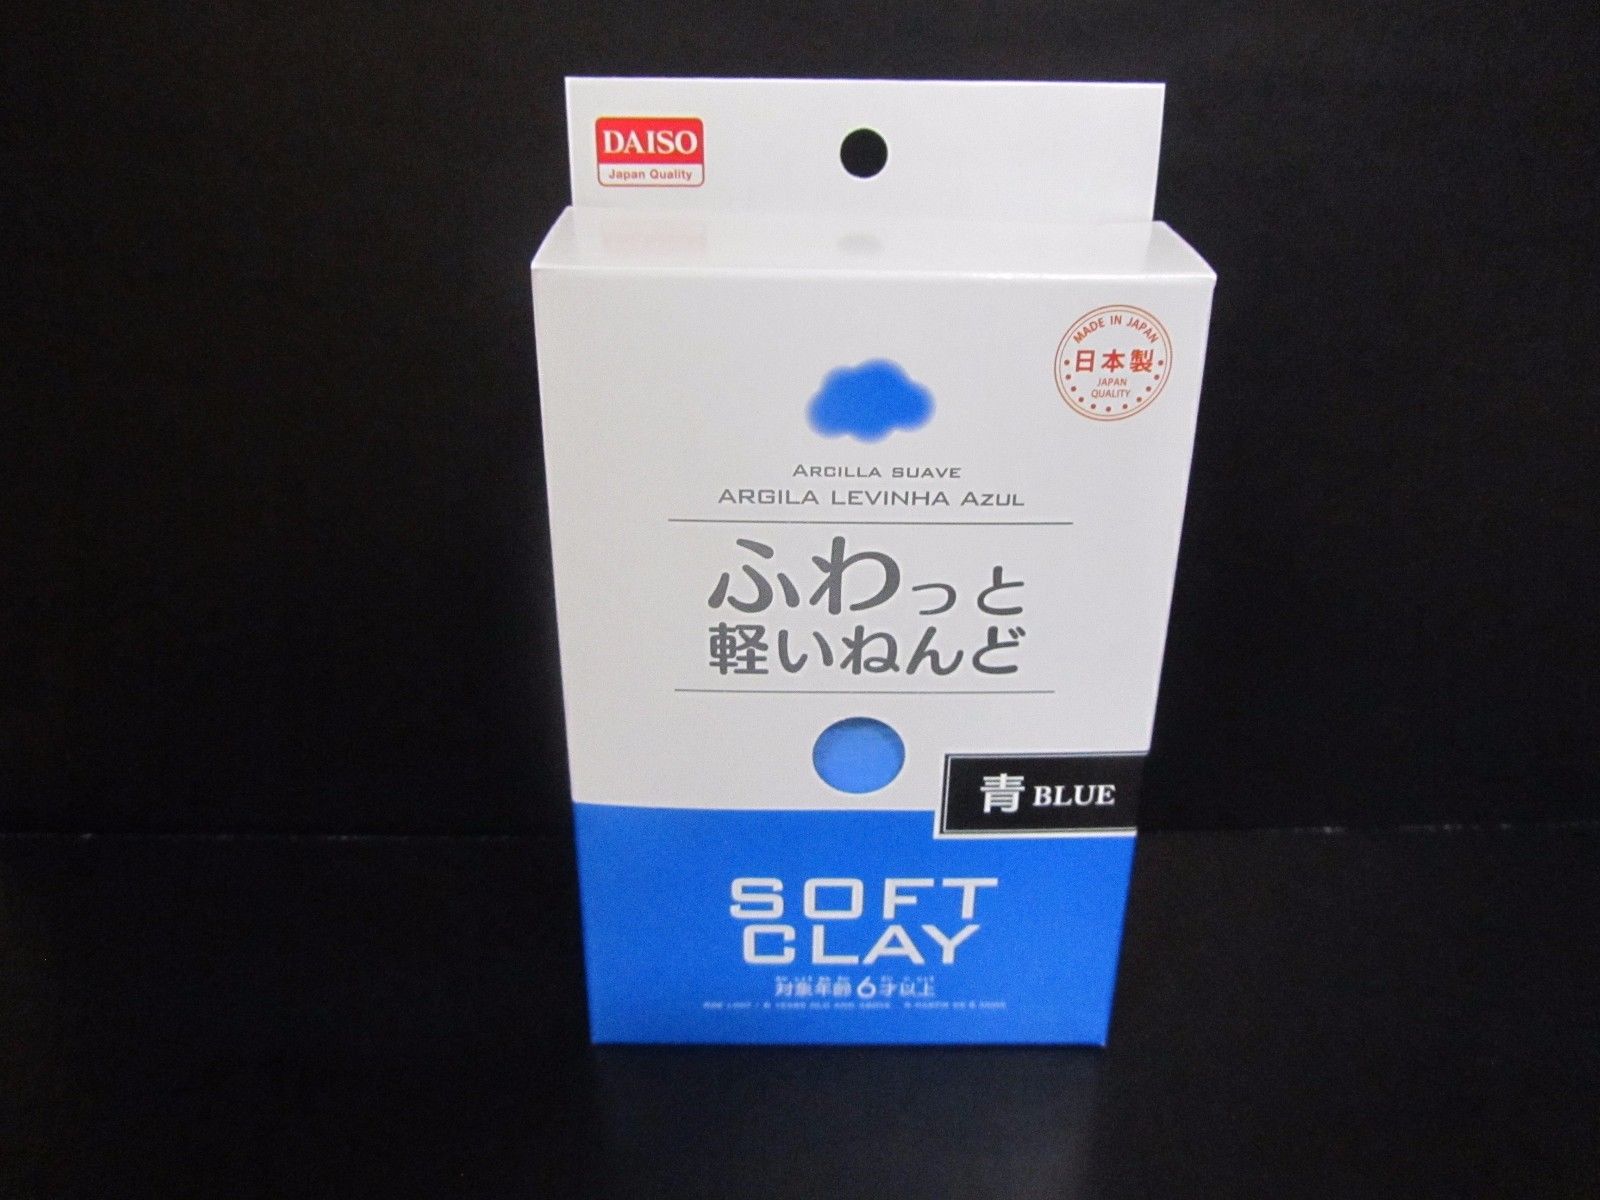 DAISO
Japan Quality
MADE IN JAPAN
日本製
JAPAN
QUALITY
ARCILLA SUAVE
ARGILA LEVINHA AZUL
ふわっと
軽いねんど
青 BLUE
SOFT
CLAY
対象年齢6才以上